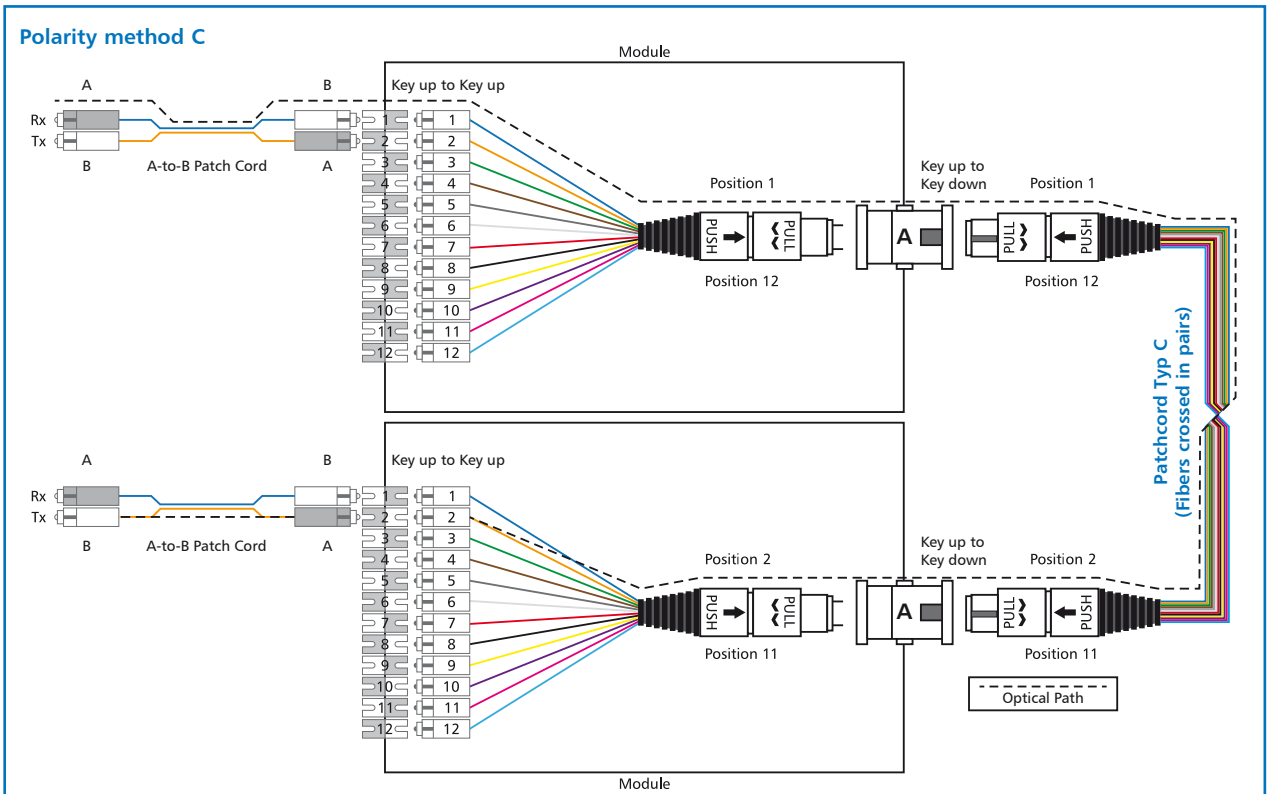 Polarity method C
Module
A
B
Key up to Key up
Rx
Tx
B
A-to-B Patch Cord
A
1
2
3
4
5
6
7
8
9
10
11
12
1
2
3
4
5
6
7
8
9
10
11
12
Position 1
PUSH
PULL
Position 12
Key up to
Key down
A
Position 1
PULL
PUSH
Position 12
Patchcord Typ C
(Fibers crossed in pairs)
A
B
Key up to Key up
Rx
Tx
B
A-to-B Patch Cord
A
1
2
3
4
5
6
7
8
9
10
11
12
1
2
3
4
5
6
7
8
9
10
11
12
Position 2
PUSH
PULL
Position 11
Key up to
Key down
A
Position 2
PULL
PUSH
Position 11
Optical Path
Module